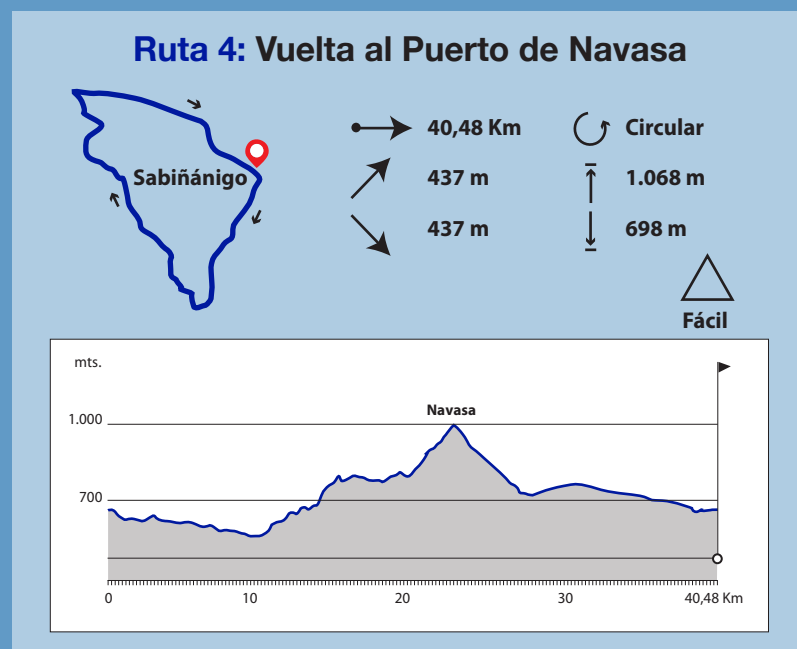 Ruta 4: Vuelta al Puerto de Navasa
Sabiñánigo
40,48 Km
Circular
437 m
1.068 m
437 m
698 m
Fácil
mts.
Navasa
1.000
700
0 10 20 30 40,48 Km